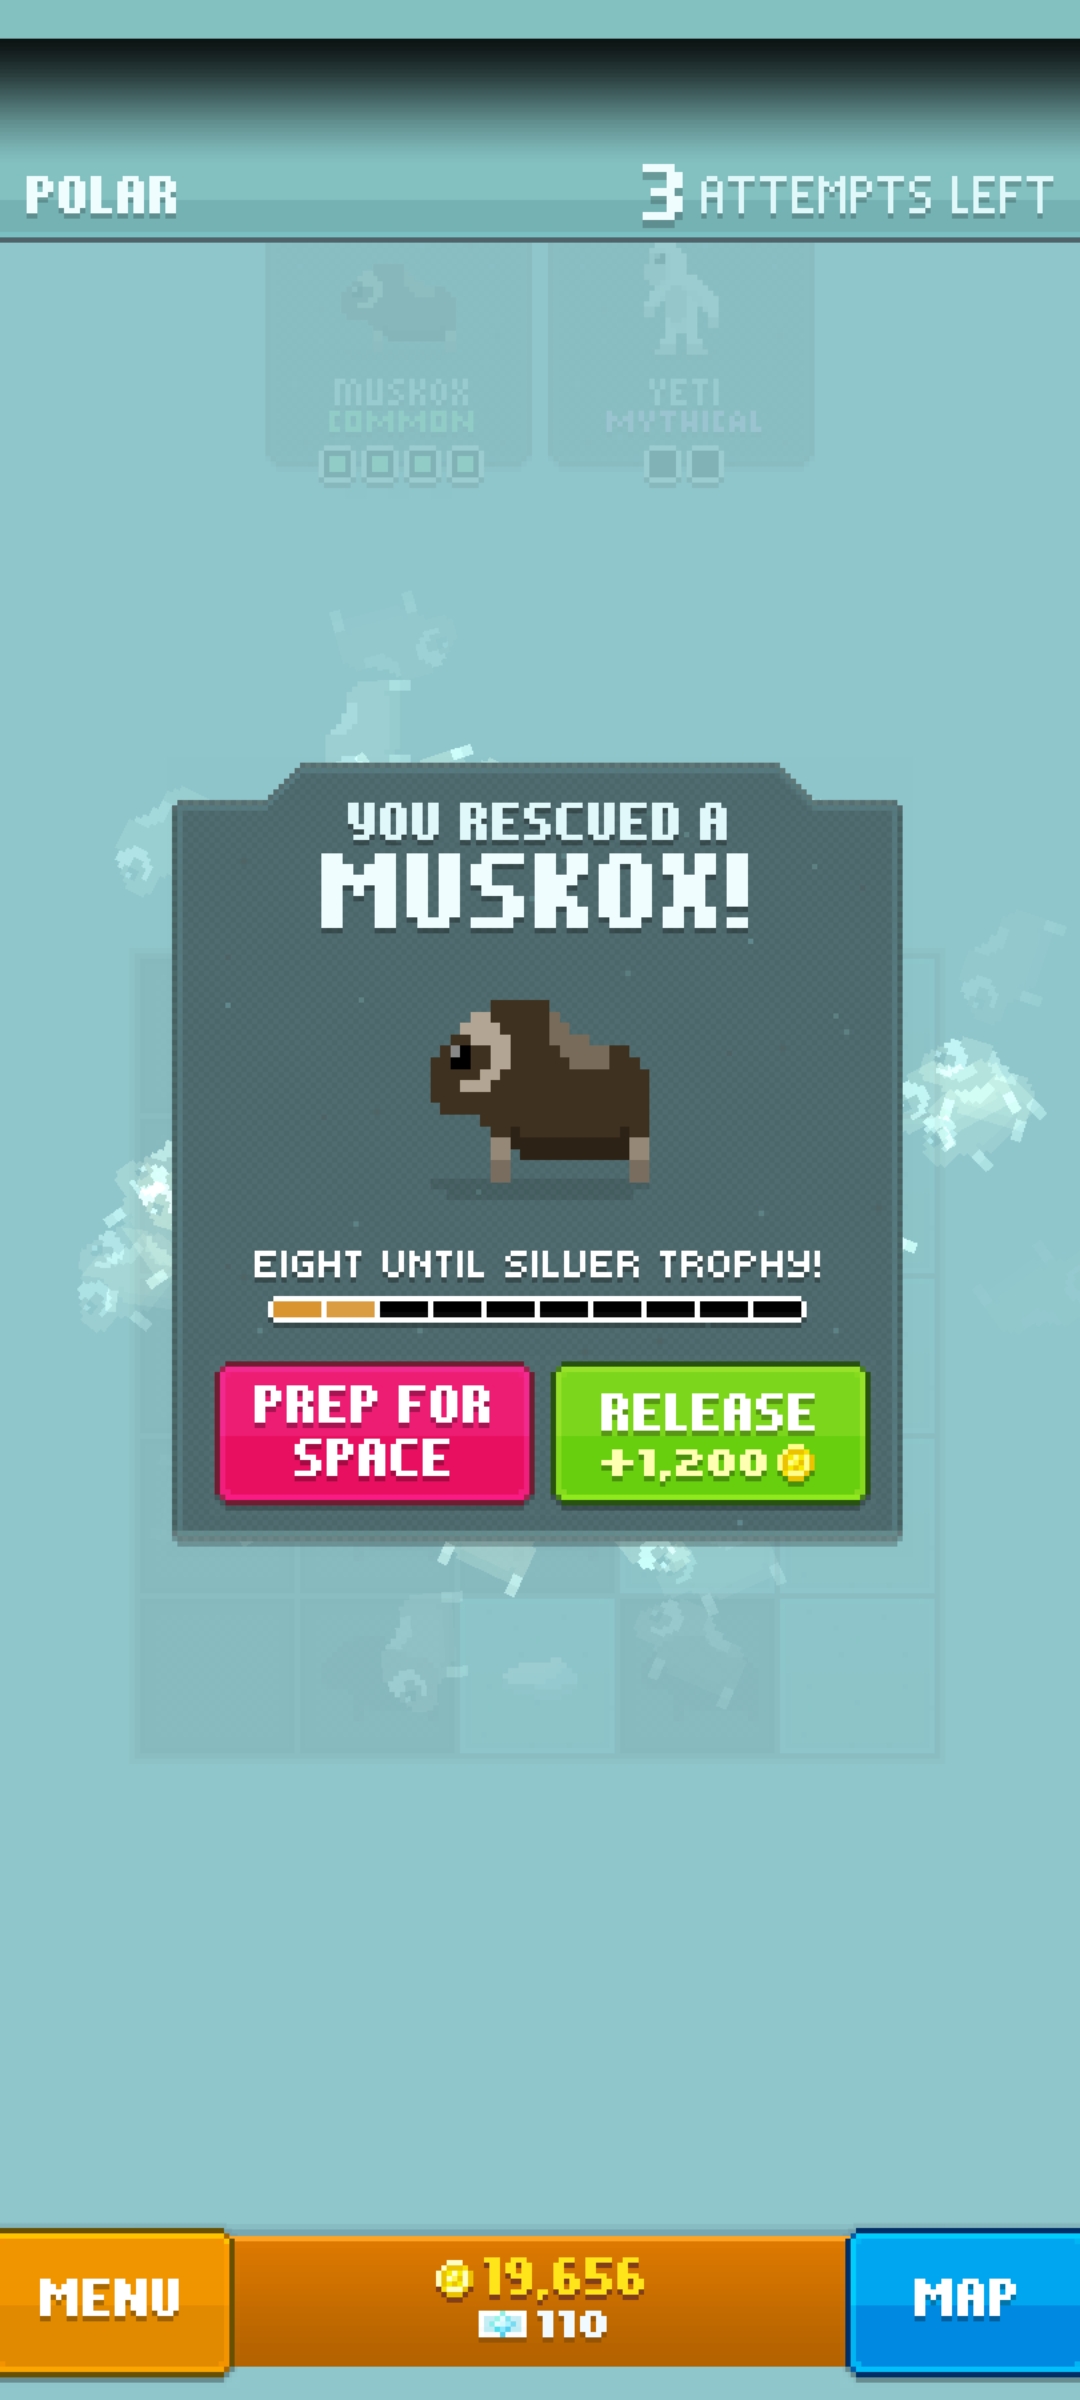 POLAR
3 ATTEMPTS LEFT
MUSKOX
COMMON
YETI
MYTHICAL
YOU RESCUED A
MUSKOX!
EIGHT UNTIL SILVER TROPHY!
PREP FOR
SPACE
RELEASE
+1,200
MENU
19,656
110
MAP